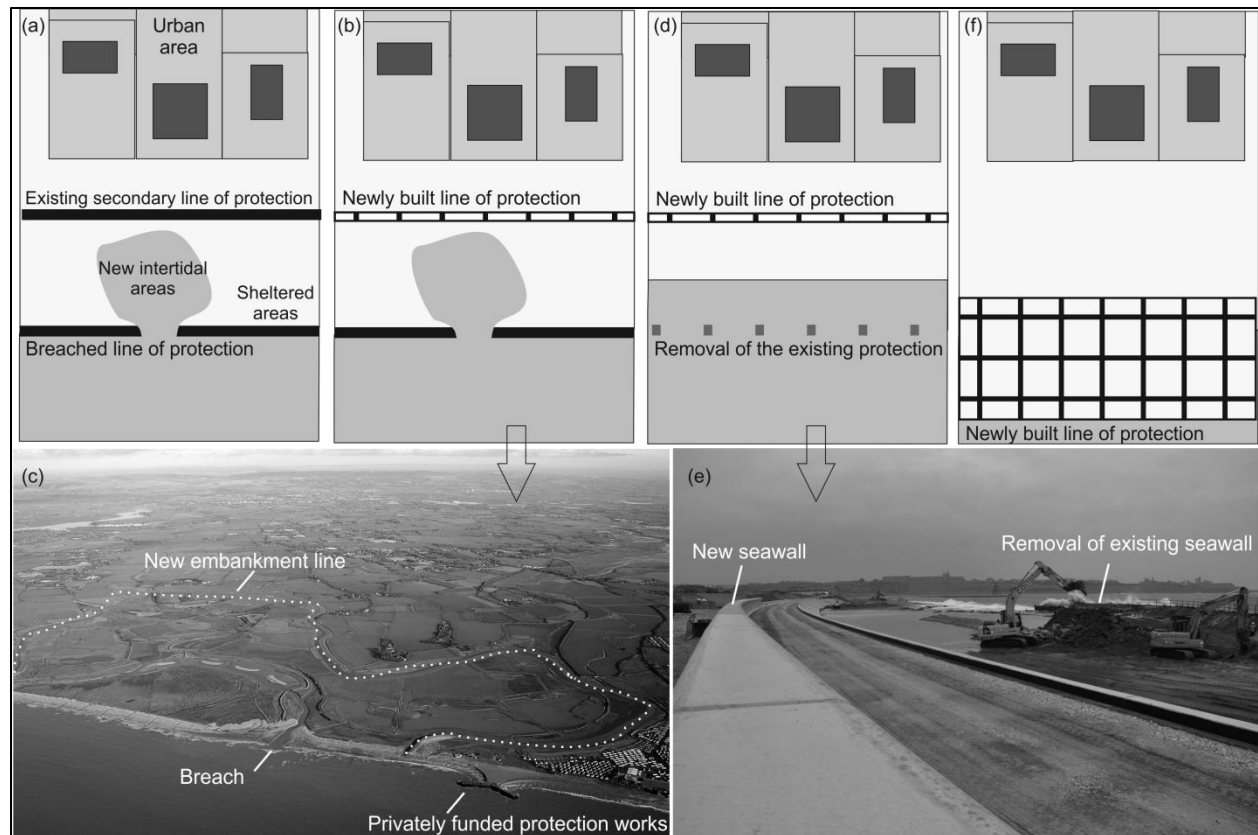 (a)
Urban
area
Existing secondary line of protection
New intertidal
areas
Sheltered
areas
Breached line of protection
(b)
Newly built line of protection
(d)
Newly built line of protection
Removal of the existing protection
(f)
Newly built line of protection
(c)
New embankment line
Breach
Privately funded protection works
(e)
New seawall
Removal of existing seawall